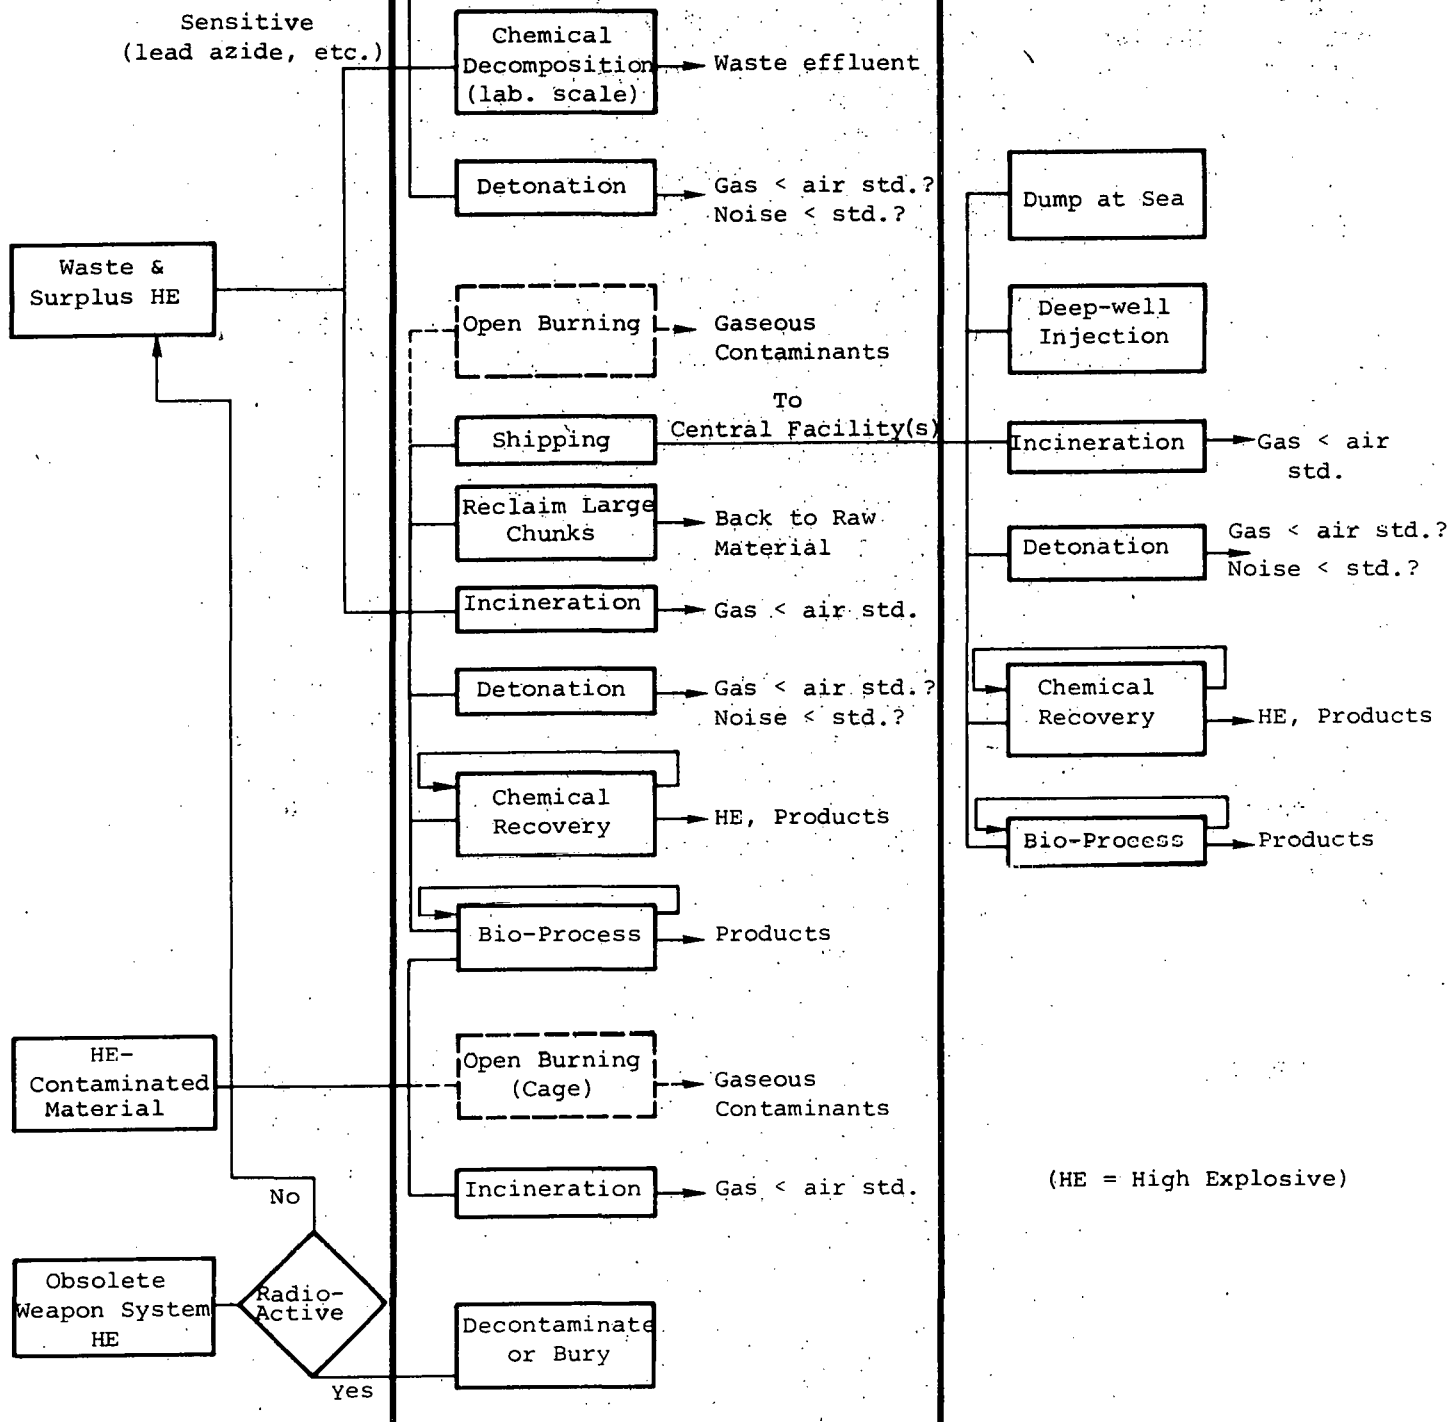 Sensitive
(lead azide, etc.)
Chemical
Decomposition
(lab. scale)
Waste effluent
Detonation
Gas < air std.?
Noise < std.?
Dump at Sea
Waste &
Surplus HE
Open Burning
Gaseous
Contaminants
Deep-well
Injection
To
Central Facility(s)
Shipping
Incineration
Gas < air
std.
Reclaim Large
Chunks
Back to Raw
Material
Detonation
Gas < air std.?
Noise < std.?
Incineration
Gas < air std.
Detonation
Gas < air std.?
Noise < std.?
Chemical
Recovery
HE, Products
Chemical
Recovery
HE, Products
Bio-Process
Products
Bio-Process
Products
HE-
Contaminated
Material
Open Burning
(Cage)
Gaseous
Contaminants
Incineration
Gas < air std.
(HE = High Explosive)
No
Obsolete
Weapon System
HE
Radio-
Active
Yes
Decontaminate
or Bury